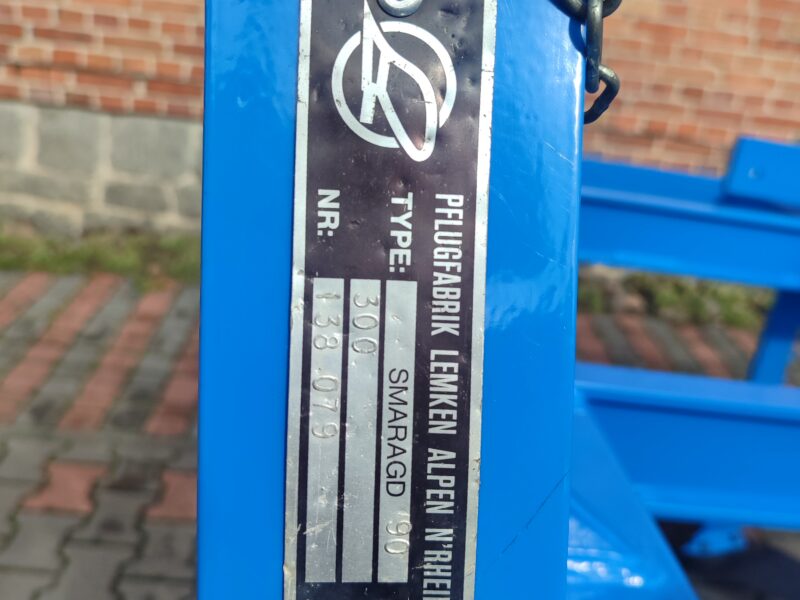 PFLUGFABRIK LEMKEN ALPEN N'RHEIN
TYPE: SMARAGD 90
300
NR: 138 079